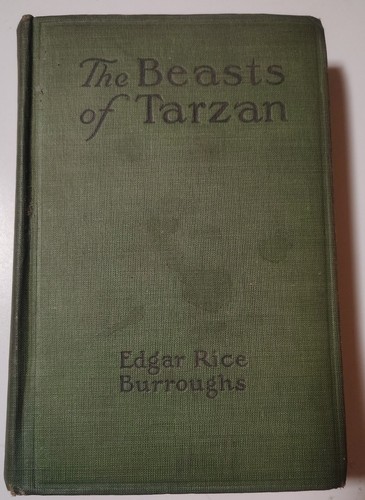 The Beasts
of Tarzan
Edgar Rice
Burroughs